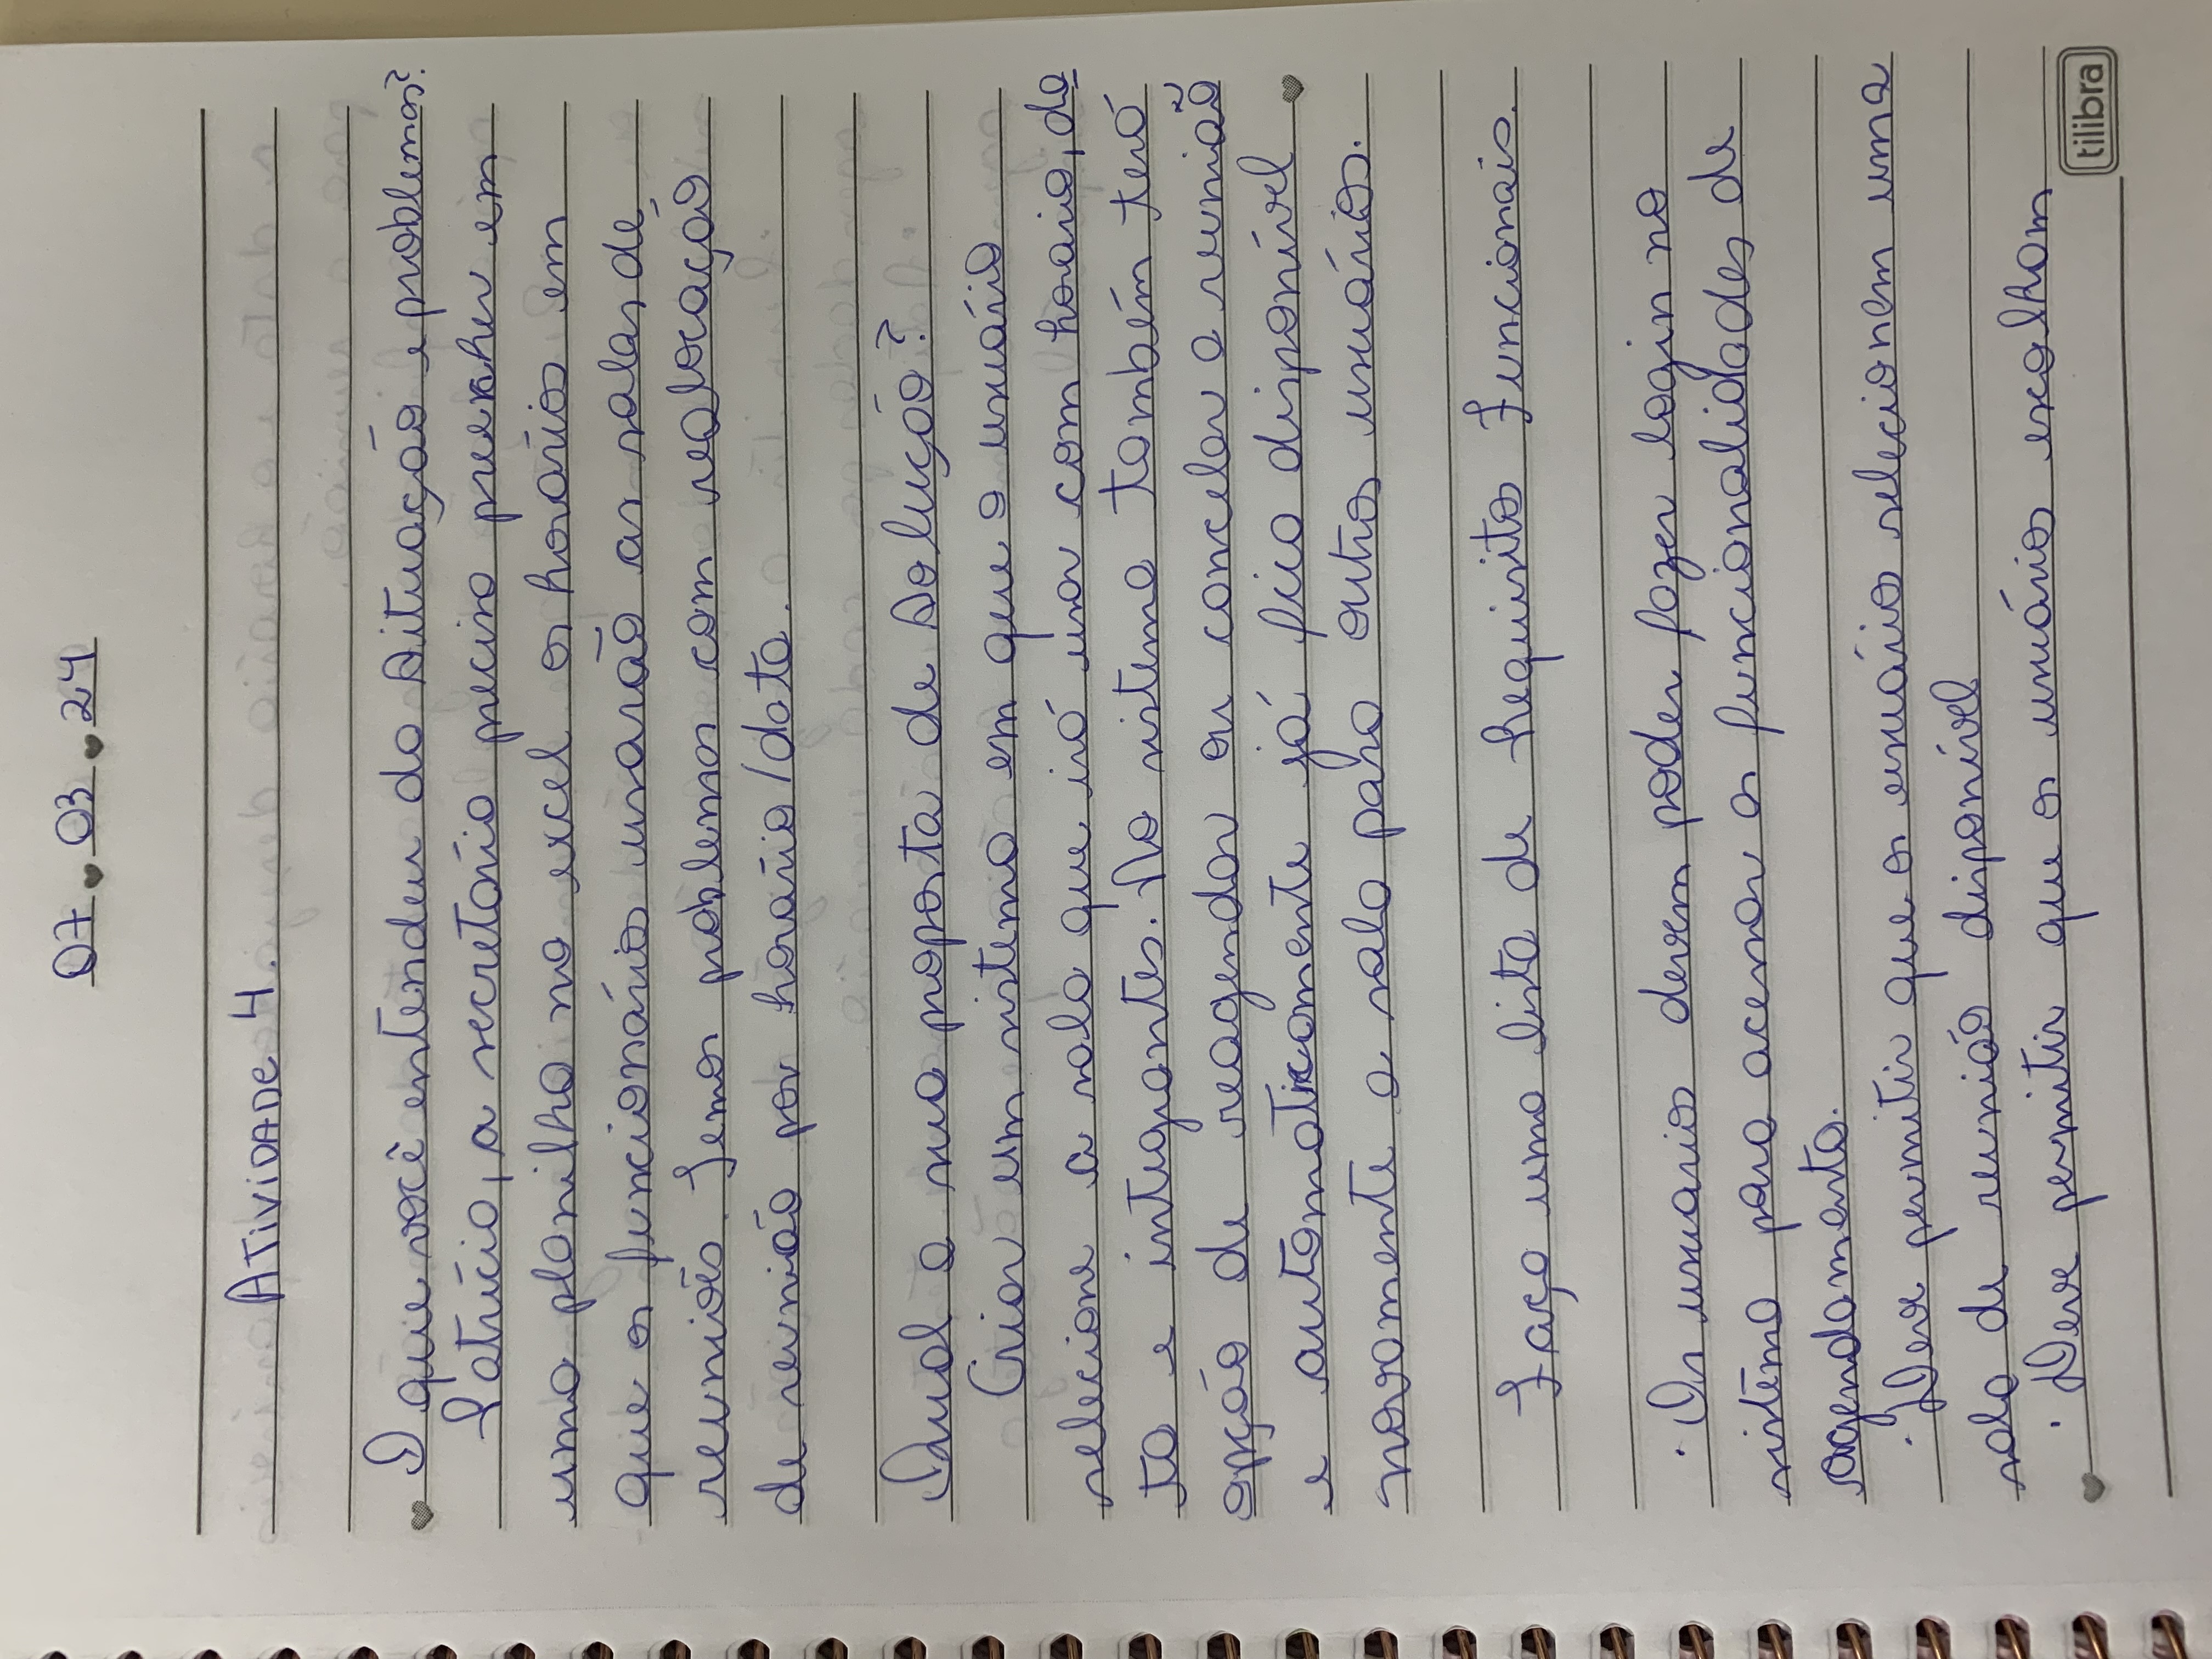 07 . 03 . 24
ATIVIDADE 4.
O que você entendeu da situação e problemas?
Patrícia, a secretária precisa preencher em
uma planilha no excel os horários em
que os funcionários usarão as salas de
reuniões. Temos problemas com realocação
de reunião por horário/data.
Qual a sua proposta de solução?
Criar um sistema em que o usuário
selecione a sala que irá usar com horario, da
ta e integrantes. No sistema também terá
opção de reagendar ou cancelar a reunião
e automaticamente já fica disponível
novamente a sala para outros usuários.
Faça uma lista de Requisitos Funcionais.
· Os usuarios devem poder fazer login no
sistema para acessar as funcionalidades de
agendamento.
· Deve permitir que os usuários selecionem uma
sala de reunião disponível
· Deve permitir que os usuários escolham
tilibra